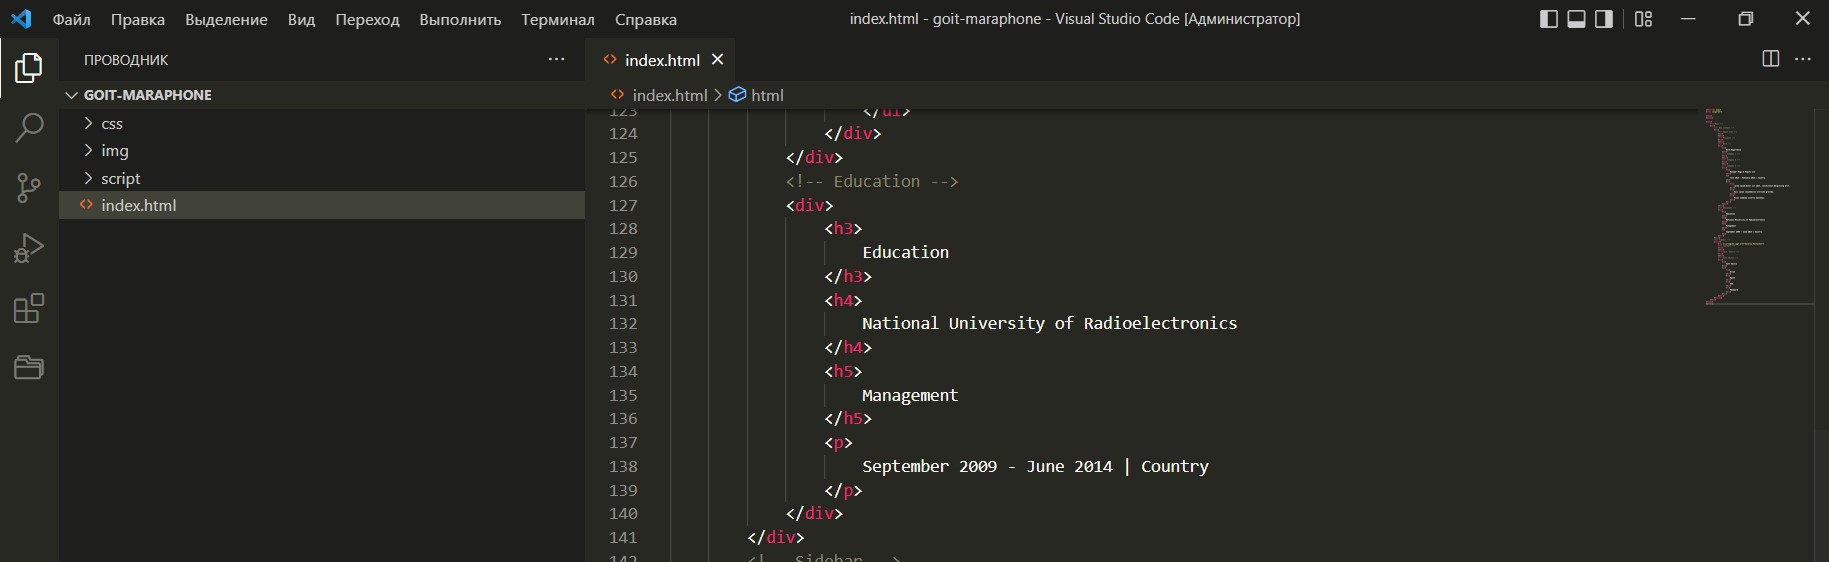 Файл Правка Выделение Вид Переход Выполнить Терминал Справка index.html - goit-maraphone - Visual Studio Code [Администратор]
ПРОВОДНИК
GOIT-MARAPHONE
css
img
script
index.html
index.html
index.html html
123 </ul>
124 </div>
125 </div>
126 <!-- Education -->
127 <div>
128 <h3>
129 Education
130 </h3>
131 <h4>
132 National University of Radioelectronics
133 </h4>
134 <h5>
135 Management
136 </h5>
137 <p>
138 September 2009 - June 2014 | Country
139 </p>
140 </div>
141 </div>
142 <!-- Sidebar -->